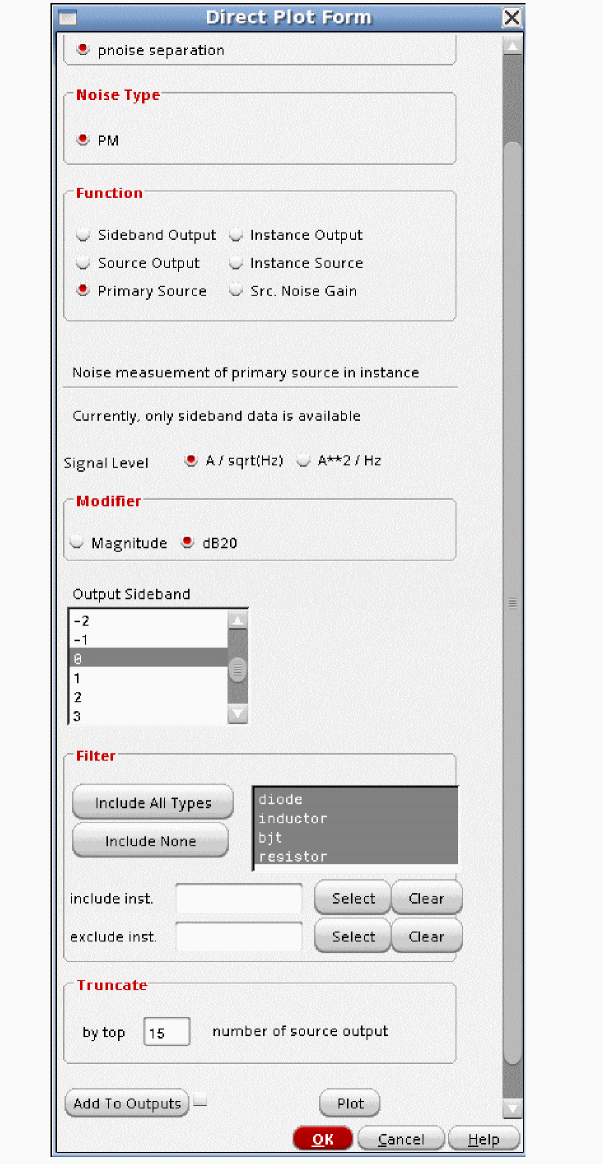 Direct Plot Form
pnoise separation
Noise Type
PM
Function
Sideband Output Instance Output
Source Output Instance Source
Primary Source Src. Noise Gain
Noise measuement of primary source in instance
Currently, only sideband data is available
Signal Level A / sqrt(Hz) A**2 / Hz
Modifier
Magnitude dB20
Output Sideband
-2
-1
0
1
2
3
Filter
Include All Types
Include None
diode
inductor
bjt
resistor
include inst. Select Clear
exclude inst. Select Clear
Truncate
by top 15 number of source output
Add To Outputs Plot
OK Cancel Help